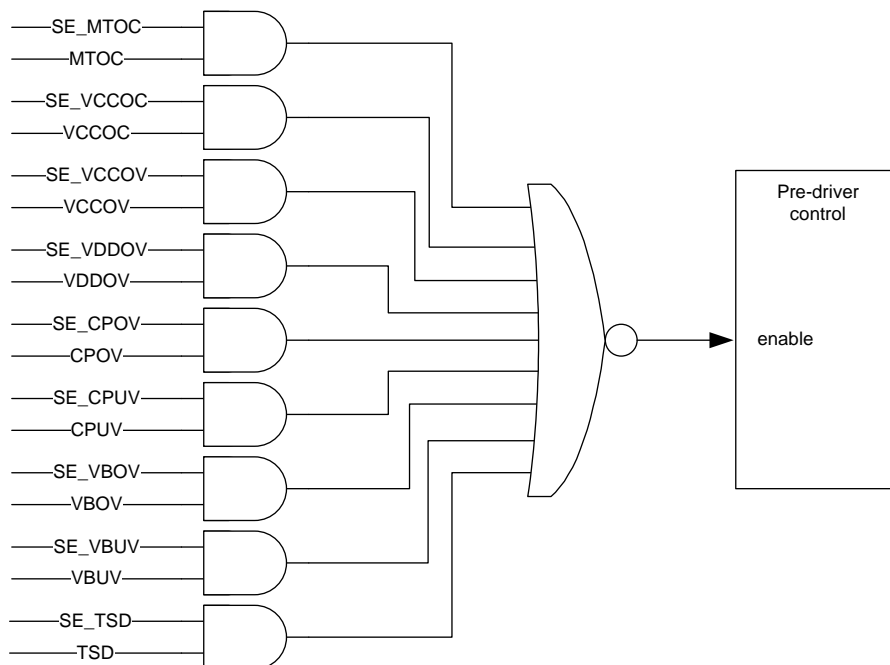 SE_MTOC
MTOC
SE_VCCOC
VCCOC
SE_VCCOV
VCCOV
SE_VDDOV
VDDOV
SE_CPOV
CPOV
SE_CPUV
CPUV
SE_VBOV
VBOV
SE_VBUV
VBUV
SE_TSD
TSD
Pre-driver
control
enable